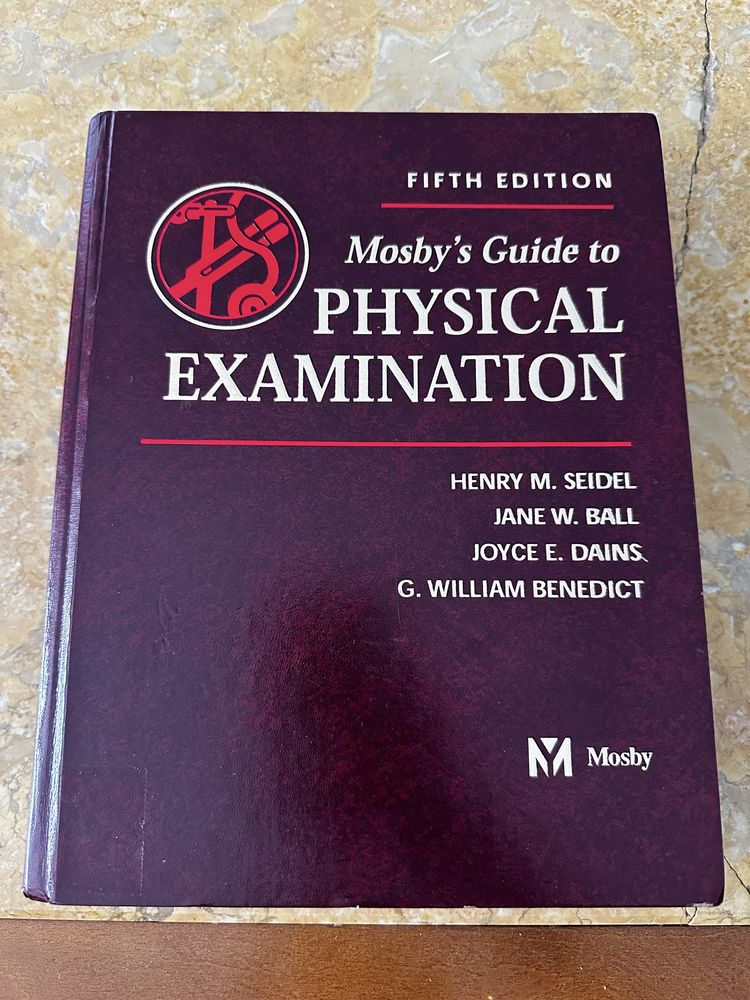 FIFTH EDITION
Mosby's Guide to
PHYSICAL
EXAMINATION
HENRY M. SEIDEL
JANE W. BALL
JOYCE E. DAINS
G. WILLIAM BENEDICT
M Mosby